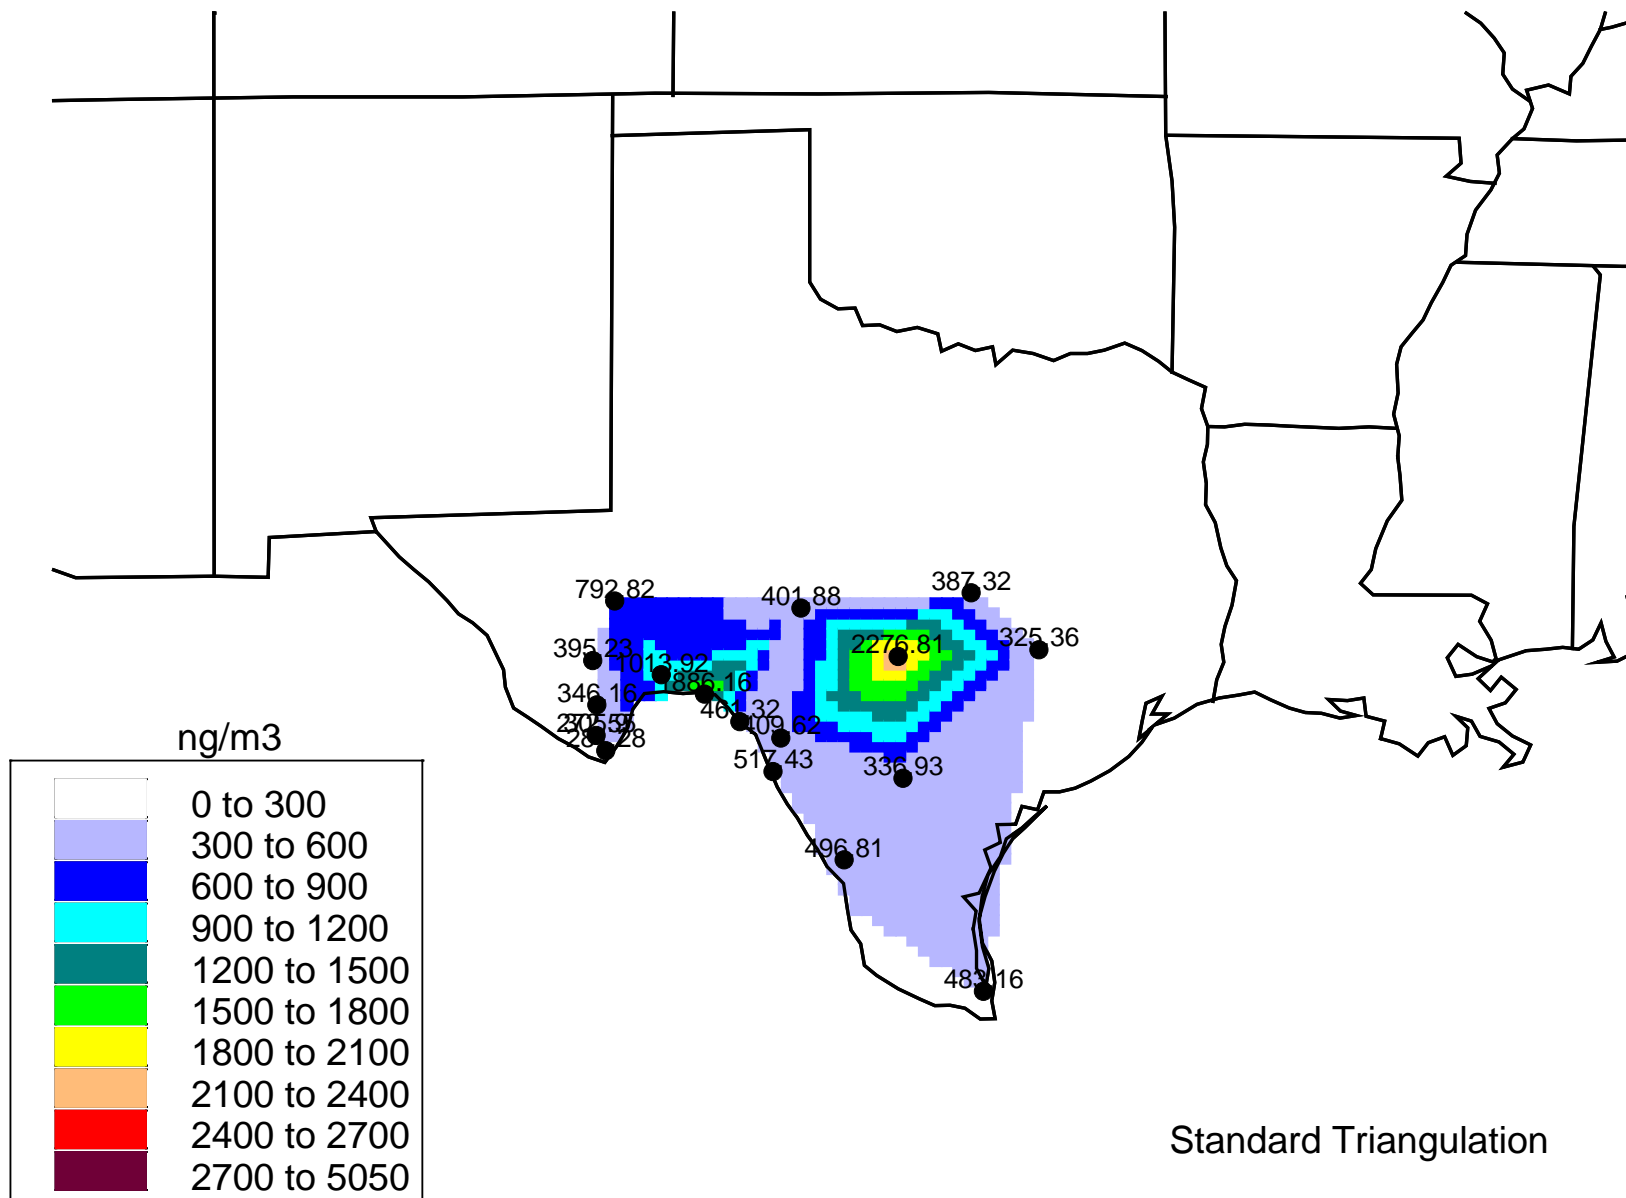 792.82
401.88
387.32
325.36
2276.81
395.23
1013.92
886.16
346.16
461.32
409.62
517.43
336.93
496.81
483.16
ng/m3
0 to 300
300 to 600
600 to 900
900 to 1200
1200 to 1500
1500 to 1800
1800 to 2100
2100 to 2400
2400 to 2700
2700 to 5050
Standard Triangulation